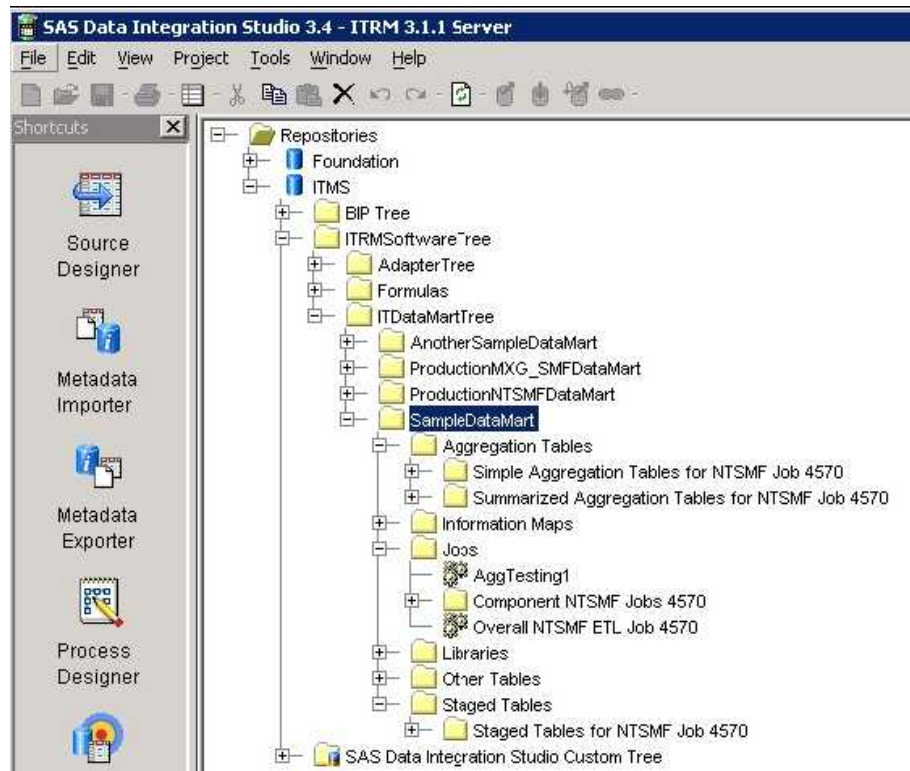 SAS Data Integration Studio 3.4 - ITRM 3.1.1 Server
File Edit View Project Tools Window Help
Shortcuts
Source
Designer
Metadata
Importer
Metadata
Exporter
Process
Designer
Repositories
Foundation
ITMS
BIP Tree
ITRMSoftwareTree
AdapterTree
Formulas
ITDataMartTree
AnotherSampleDataMart
ProductionMXG_SMFDataMart
ProductionNTSMFDataMart
SampleDataMart
Aggregation Tables
Simple Aggregation Tables for NTSMF Job 4570
Summarized Aggregation Tables for NTSMF Job 4570
Information Maps
Jobs
AggTesting1
Component NTSMF Jobs 4570
Overall NTSMF ETL Job 4570
Libraries
Other Tables
Staged Tables
Staged Tables for NTSMF Job 4570
SAS Data Integration Studio Custom Tree